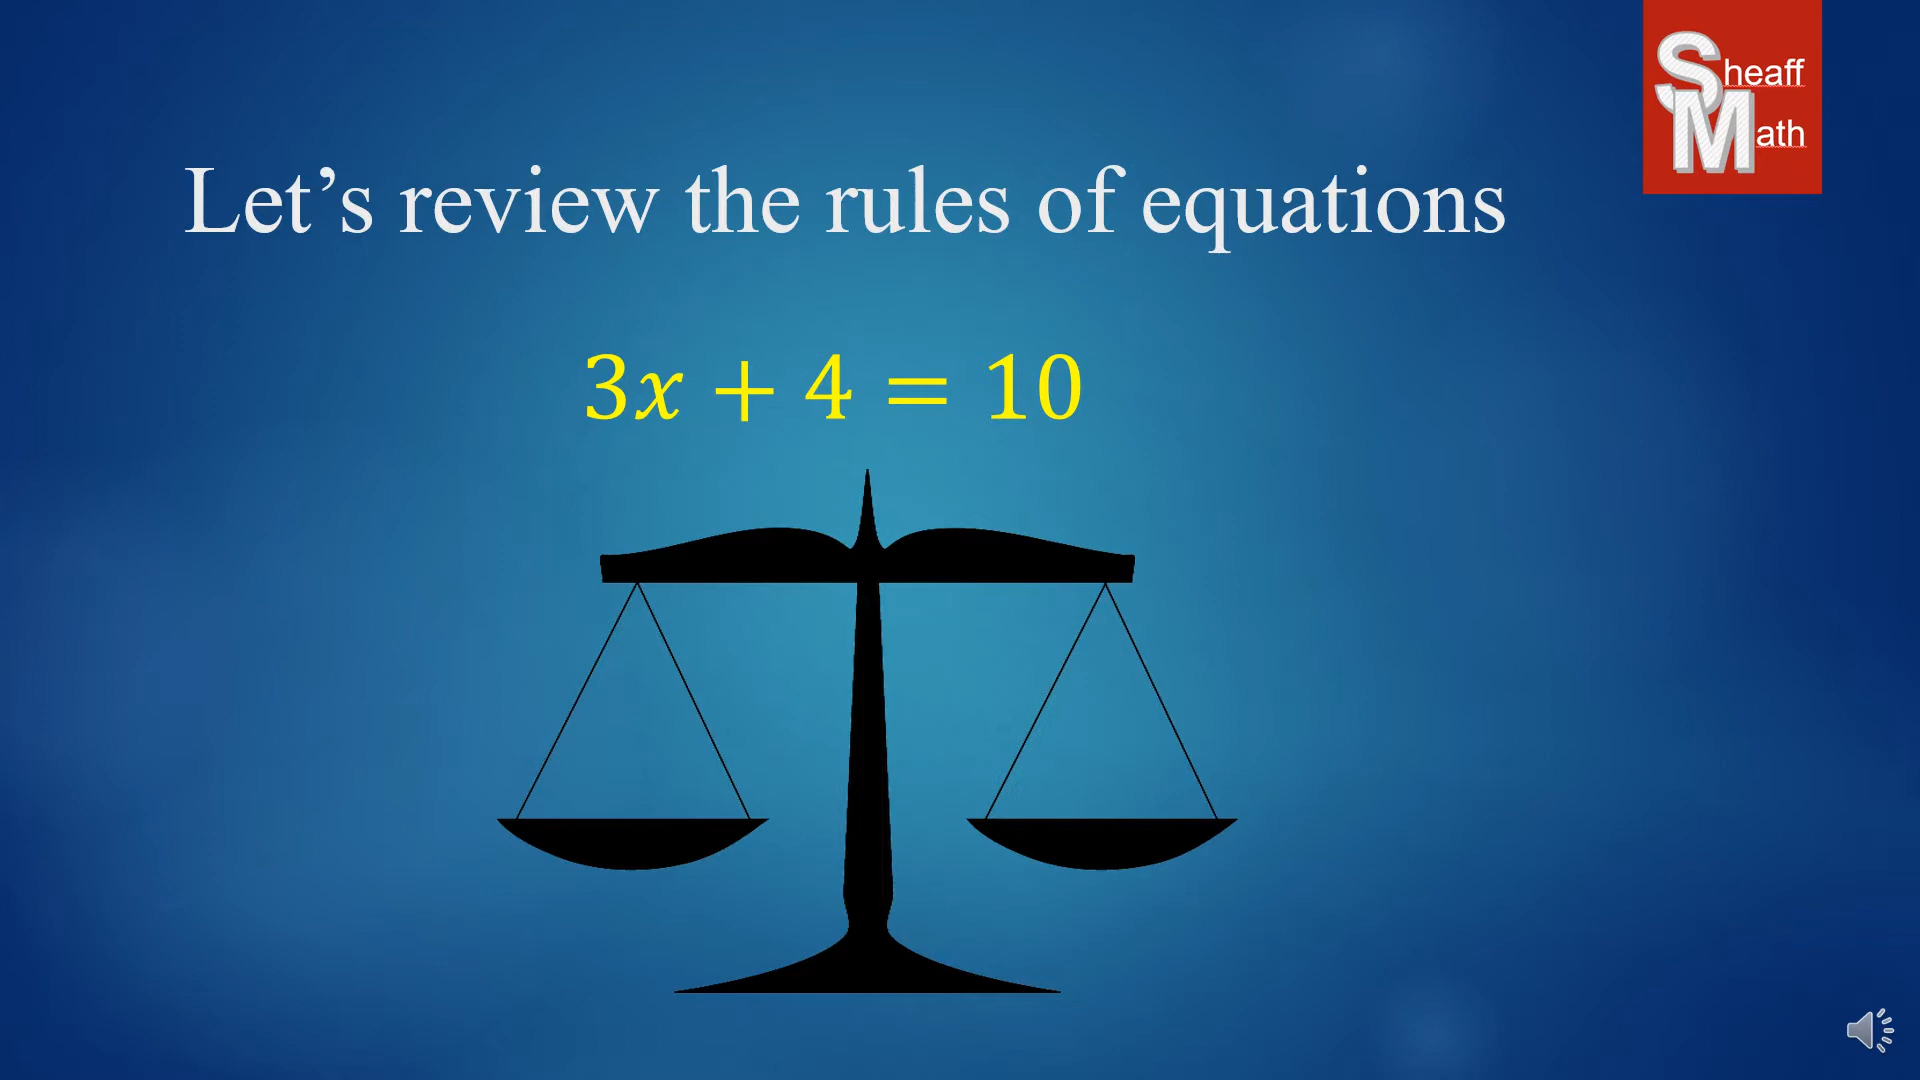 Sheaff
Math
Let’s review the rules of equations
3x + 4 = 10